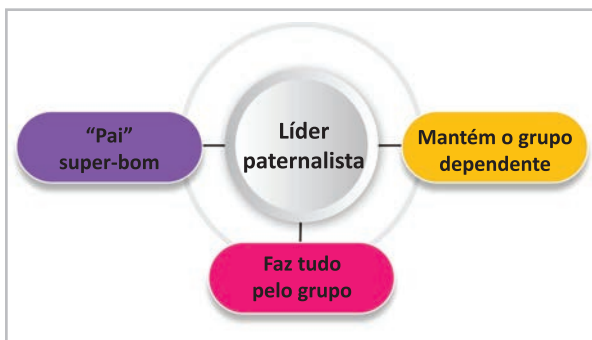 Líder
paternalista
“Pai”
super-bom
Mantém o grupo
dependente
Faz tudo
pelo grupo